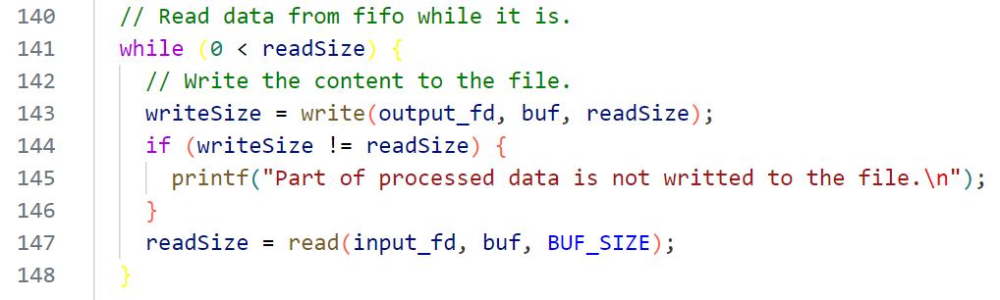 140 // Read data from fifo while it is.
141 while (0 < readSize) {
142 // Write the content to the file.
143 writeSize = write(output_fd, buf, readSize);
144 if (writeSize != readSize) {
145 printf("Part of processed data is not writted to the file.\n");
146 }
147 readSize = read(input_fd, buf, BUF_SIZE);
148 }